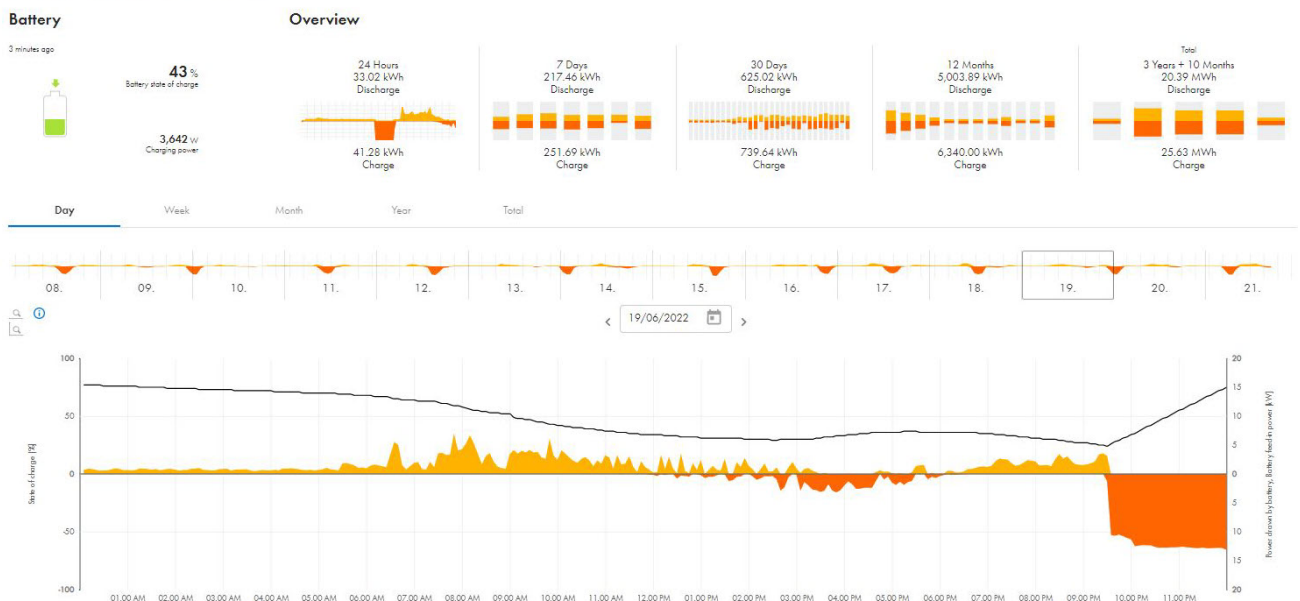 Battery
Overview
3 minutes ago
43 %
Battery state of charge
3,642 W
Charging power
24 Hours
33.02 kWh
Discharge
41.28 kWh
Charge
7 Days
217.46 kWh
Discharge
251.69 kWh
Charge
30 Days
625.02 kWh
Discharge
739.64 kWh
Charge
12 Months
5,003.89 kWh
Discharge
6,340.00 kWh
Charge
Total
3 Years + 10 Months
20.39 MWh
Discharge
25.63 MWh
Charge
Day Week Month Year Total
08. 09. 10. 11. 12. 13. 14. 15. 16. 17. 18. 19. 20. 21.
< 19/06/2022 >
State of charge [%]
100
50
0
-50
-100
20
15
10
5
0
5
10
15
20
Power drawn by battery, Battery feed in power [kW]
01.00 AM 02.00 AM 03.00 AM 04.00 AM 05.00 AM 06.00 AM 07.00 AM 08.00 AM 09.00 AM 10.00 AM 11.00 AM 12.00 PM 01.00 PM 02.00 PM 03.00 PM 04.00 PM 05.00 PM 06.00 PM 07.00 PM 08.00 PM 09.00 PM 10.00 PM 11.00 PM